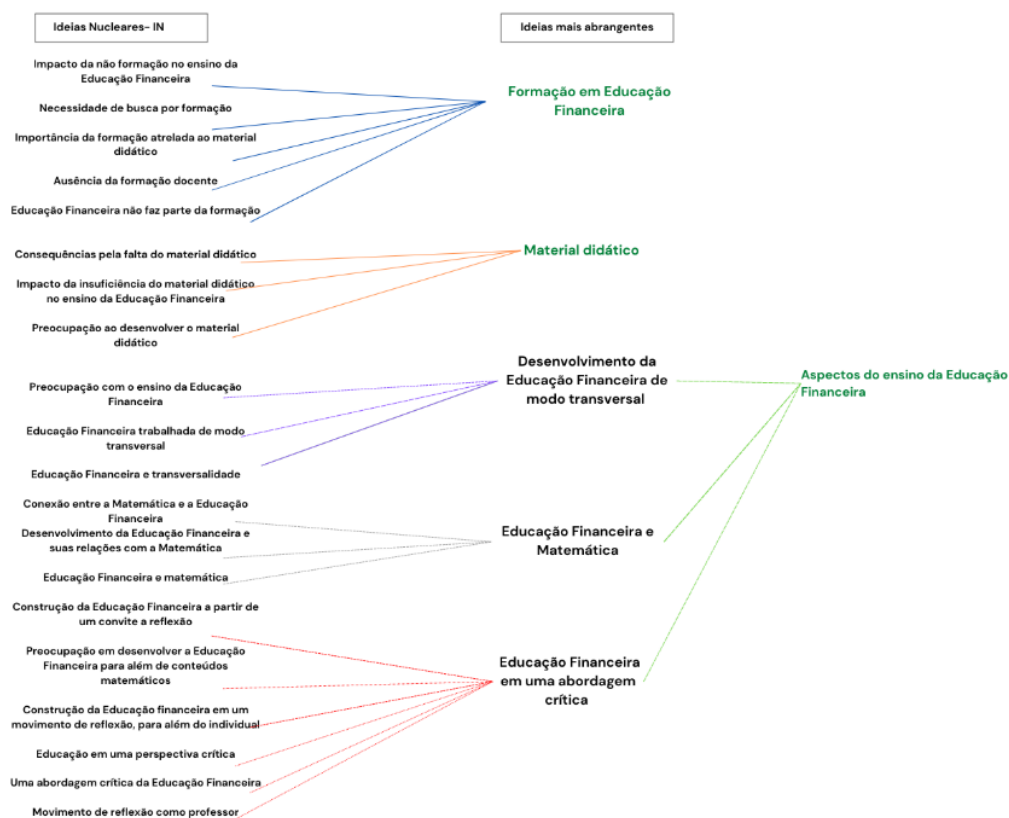 Ideias Nucleares- IN
Ideias mais abrangentes
Impacto da não formação no ensino da
Educação Financeira
Necessidade de busca por formação
Importância da formação atrelada ao material
didático
Ausência da formação docente
Educação Financeira não faz parte da formação
Formação em Educação
Financeira
Consequências pela falta do material didático
Impacto da insuficiência do material didático
no ensino da Educação Financeira
Preocupação ao desenvolver o material
didático
Material didático
Preocupação com o ensino da Educação
Financeira
Educação Financeira trabalhada de modo
transversal
Educação Financeira e transversalidade
Desenvolvimento da
Educação Financeira de
modo transversal
Aspectos do ensino da Educação
Financeira
Conexão entre a Matemática e a Educação
Financeira
Desenvolvimento da Educação Financeira e
suas relações com a Matemática
Educação Financeira e matemática
Educação Financeira e
Matemática
Construção da Educação Financeira a partir de
um convite a reflexão
Preocupação em desenvolver a Educação
Financeira para além de conteúdos
matemáticos
Construção da Educação financeira em um
movimento de reflexão, para além do individual
Educação em uma perspectiva crítica
Uma abordagem crítica da Educação Financeira
Movimento de reflexão como professor
Educação Financeira
em uma abordagem
crítica